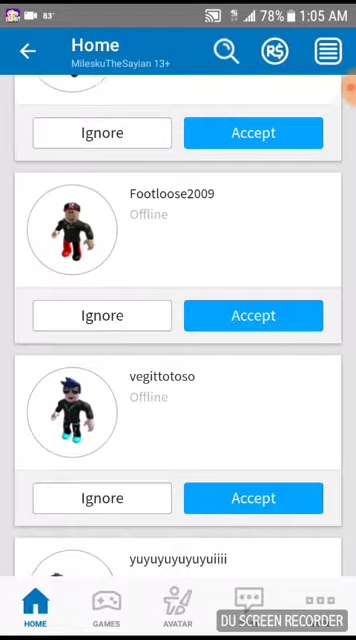 83°
78% 1:05 AM
Home
MileskuTheSayian 13+
R$
Ignore Accept
Footloose2009
Offline
Ignore Accept
vegittotoso
Offline
Ignore Accept
yuyuyuyuyuyuiiii
HOME GAMES AVATAR
DU SCREEN RECORDER